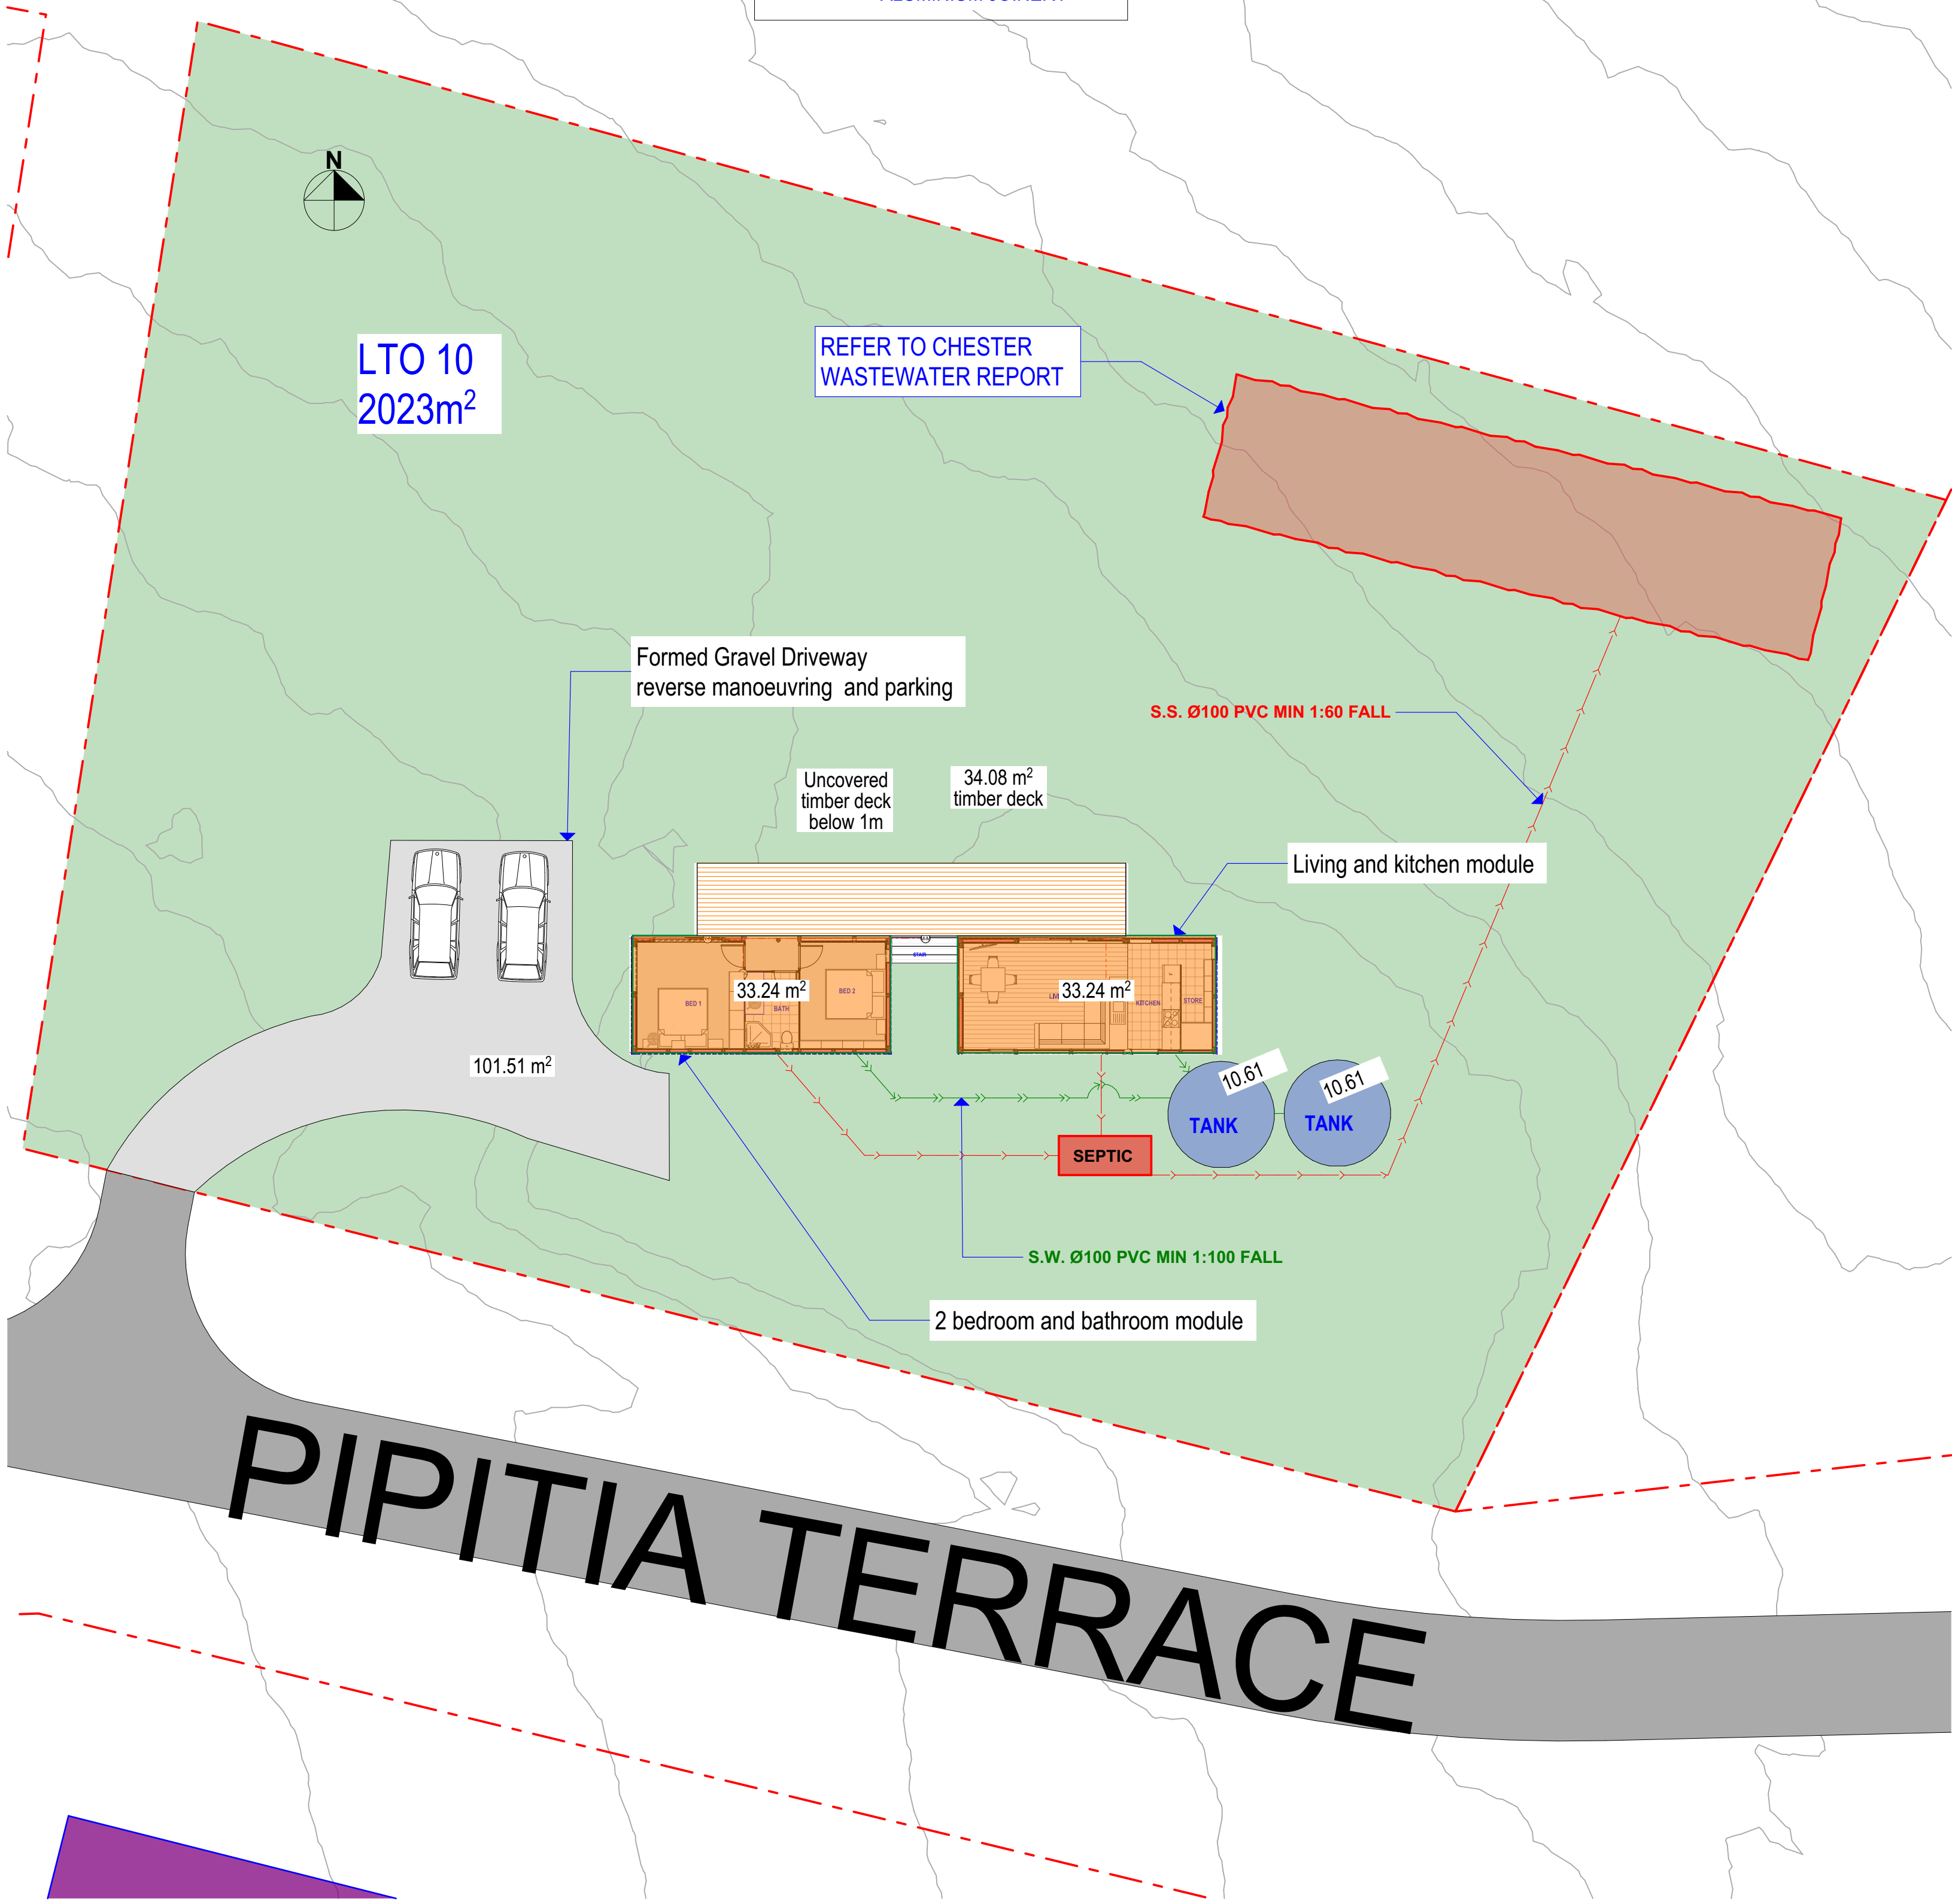 N
LTO 10
2023m²
REFER TO CHESTER
WASTEWATER REPORT
Formed Gravel Driveway
reverse manoeuvring and parking
S.S. Ø100 PVC MIN 1:60 FALL
Uncovered
timber deck
below 1m
34.08 m²
timber deck
Living and kitchen module
STAIR
BED 1
33.24 m²
BATH
BED 2
33.24 m²
KITCHEN
STORE
101.51 m²
10.61
TANK
10.61
TANK
SEPTIC
S.W. Ø100 PVC MIN 1:100 FALL
2 bedroom and bathroom module
PIPITIA TERRACE